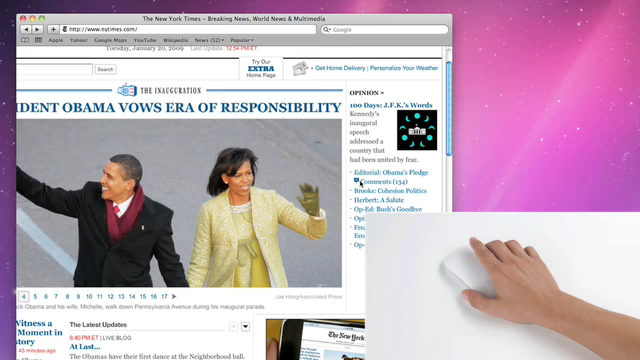 The New York Times - Breaking News, World News & Multimedia
http://www.nytimes.com/
Google
Apple Yahoo! Google Maps YouTube Wikipedia News (52) Popular
Tuesday, January 20, 2009 Last Update: 12:54 PM ET
Search
Try Our
EXTRA
Home Page
Get Home Delivery | Personalize Your Weather
THE INAUGURATION
IDENT OBAMA VOWS ERA OF RESPONSIBILITY
OPINION »
100 Days: J.F.K.'s Words
Kennedy's
inaugural
speech
addressed a
country that
had been united by fear.
Editorial: Obama's Pledge
Comments (134)
Brooks: Cohesion Politics
Herbert: A Salute
Op-Ed: Bush's Goodbye
Opi
Eco
Op-
4 5 6 7 8 9 10 11 12 13 14 15 16 17
Jae Hong/Associated Press
ck Obama and his wife, Michelle, walk down Pennsylvania Avenue during his inaugural parade.
Witness a
Moment in
istory
43 minutes ago
The Latest Updates
8:40 PM ET | LIVE BLOG
At Last...
The Obamas have their first dance at the Neighborhood ball.